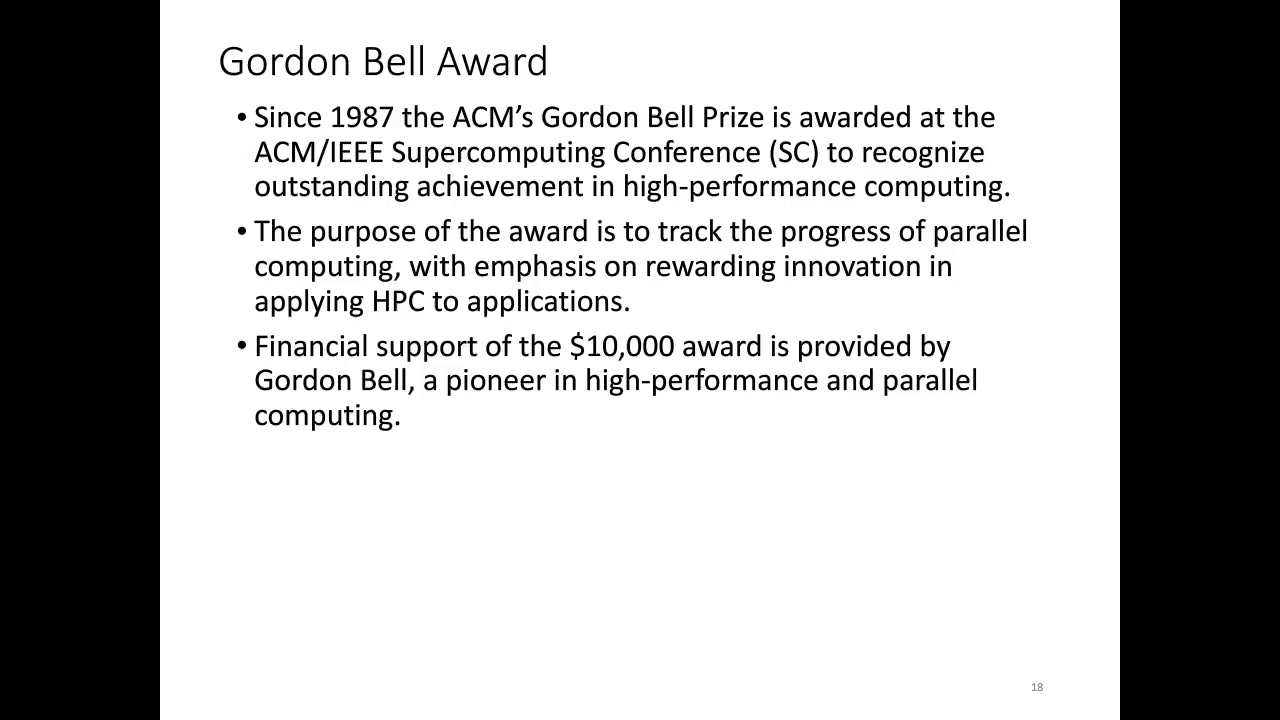 Gordon Bell Award
• Since 1987 the ACM’s Gordon Bell Prize is awarded at the
ACM/IEEE Supercomputing Conference (SC) to recognize
outstanding achievement in high-performance computing.
• The purpose of the award is to track the progress of parallel
computing, with emphasis on rewarding innovation in
applying HPC to applications.
• Financial support of the $10,000 award is provided by
Gordon Bell, a pioneer in high-performance and parallel
computing.
18